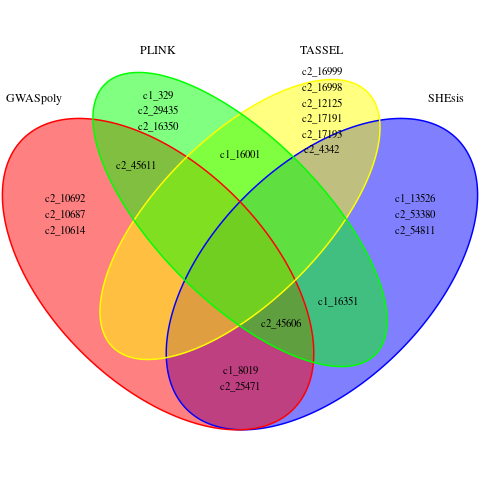 PLINK
TASSEL
GWASpoly
SHEsis
c1_329
c2_29435
c2_16350
c2_16999
c2_16998
c2_12125
c2_17191
c2_17193
c2_4342
c2_45611
c1_16001
c2_10692
c2_10687
c2_10614
c1_13526
c2_53380
c2_54811
c1_16351
c2_45606
c1_8019
c2_25471